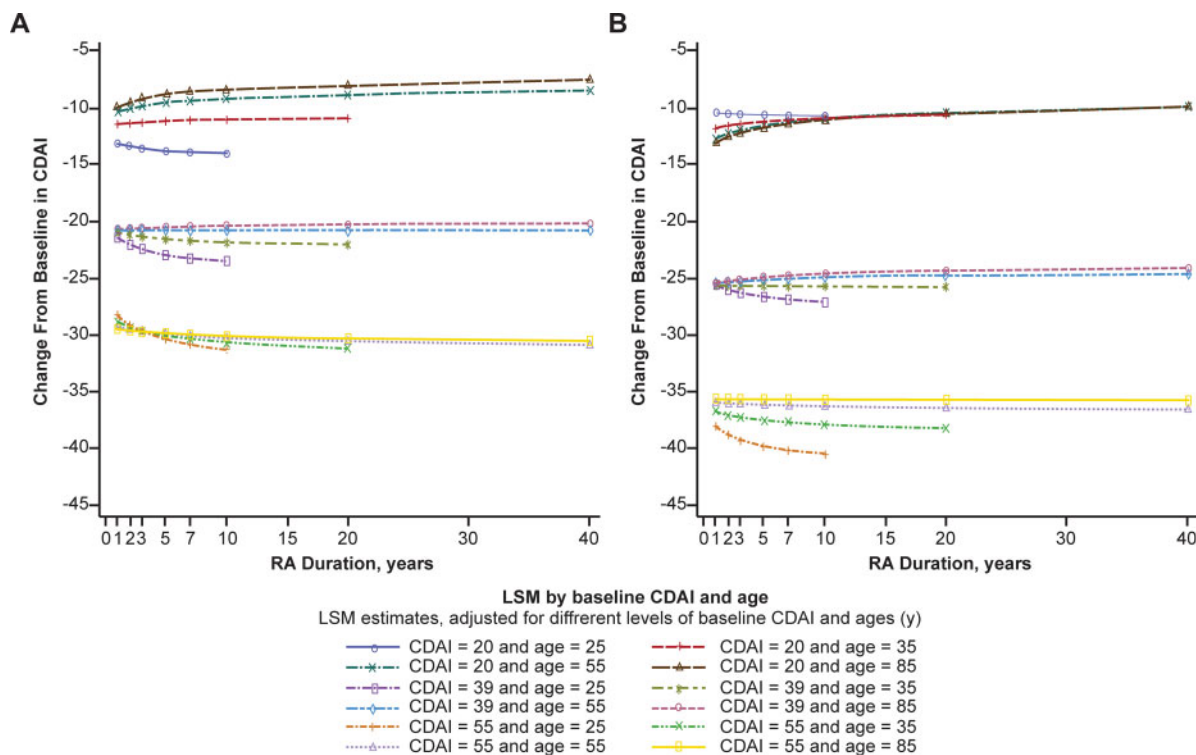 A
-5
-10
-15
-20
-25
-30
-35
-40
-45
Change From Baseline in CDAI
0 1 2 3 5 7 10 15 20 30 40
RA Duration, years
B
-5
-10
-15
-20
-25
-30
-35
-40
-45
Change From Baseline in CDAI
0 1 2 3 5 7 10 15 20 30 40
RA Duration, years
LSM by baseline CDAI and age
LSM estimates, adjusted for diffrerent levels of baseline CDAI and ages (y)
CDAI = 20 and age = 25 CDAI = 20 and age = 35
CDAI = 20 and age = 55 CDAI = 20 and age = 85
CDAI = 39 and age = 25 CDAI = 39 and age = 35
CDAI = 39 and age = 55 CDAI = 39 and age = 85
CDAI = 55 and age = 25 CDAI = 55 and age = 35
CDAI = 55 and age = 55 CDAI = 55 and age = 85